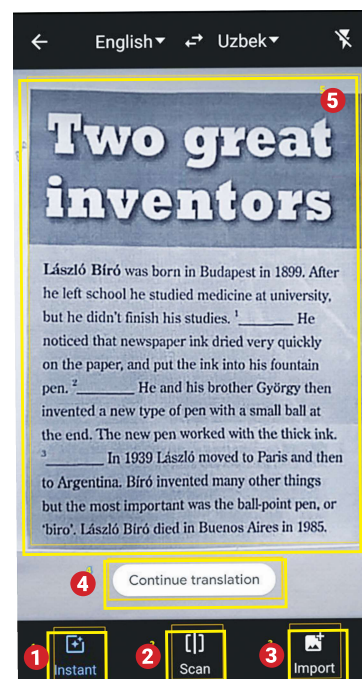 English▾ ⇄ Uzbek▾
5
Two great
inventors
László Bíró was born in Budapest in 1899. After
he left school he studied medicine at university,
but he didn't finish his studies. ¹______ He
noticed that newspaper ink dried very quickly
on the paper, and put the ink into his fountain
pen. ²______ He and his brother György then
invented a new type of pen with a small ball at
the end. The new pen worked with the thick ink.
³______ In 1939 László moved to Paris and then
to Argentina. Bíró invented many other things
but the most important was the ball-point pen, or
'biro'. László Bíró died in Buenos Aires in 1985.
4 Continue translation
1 Instant
2 Scan
3 Import